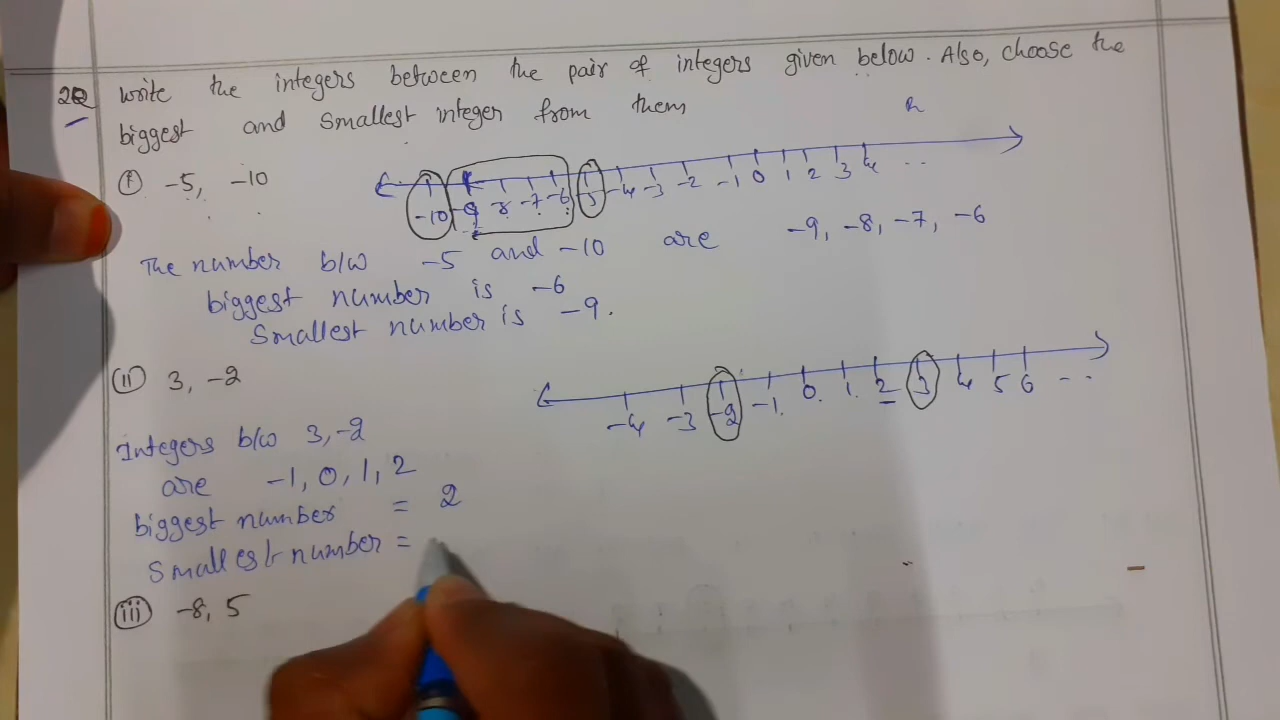 2Q Write the integers between the pair of integers given below. Also, choose the
biggest and smallest integer from them
(i) -5, -10
-10 -9 -8 -7 -6 -5 -4 -3 -2 -1 0 1 2 3 4 ...
The number b/w -5 and -10 are -9, -8, -7, -6
biggest number is -6
Smallest number is -9.
(ii) 3, -2
-4 -3 -2 -1 0 1 2 3 4 5 6 ...
Integers b/w 3, -2
are -1, 0, 1, 2
biggest number = 2
Smallest number =
(iii) -8, 5